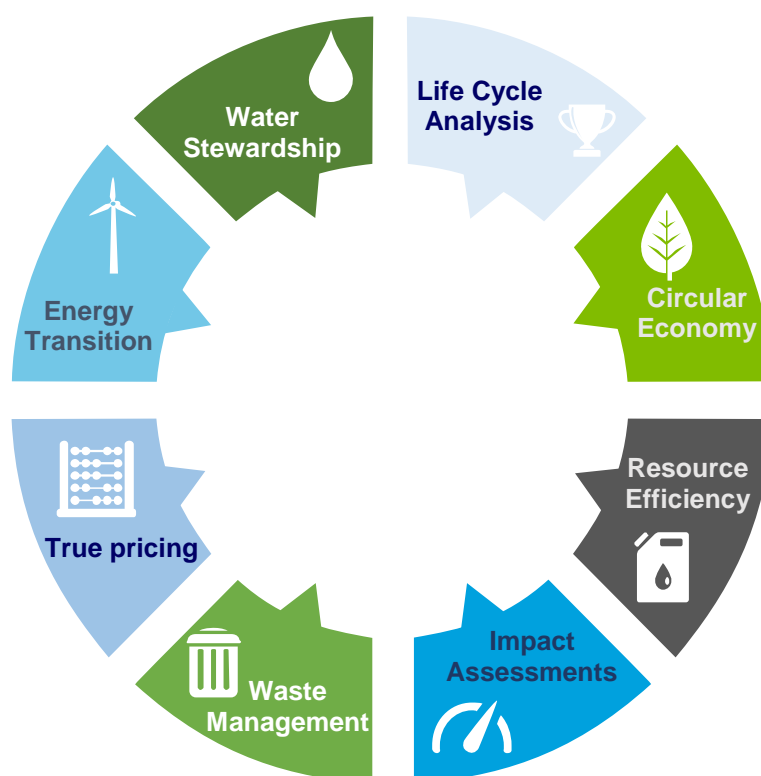 Water
Stewardship
Life Cycle
Analysis
Circular
Economy
Resource
Efficiency
Impact
Assessments
Waste
Management
True pricing
Energy
Transition